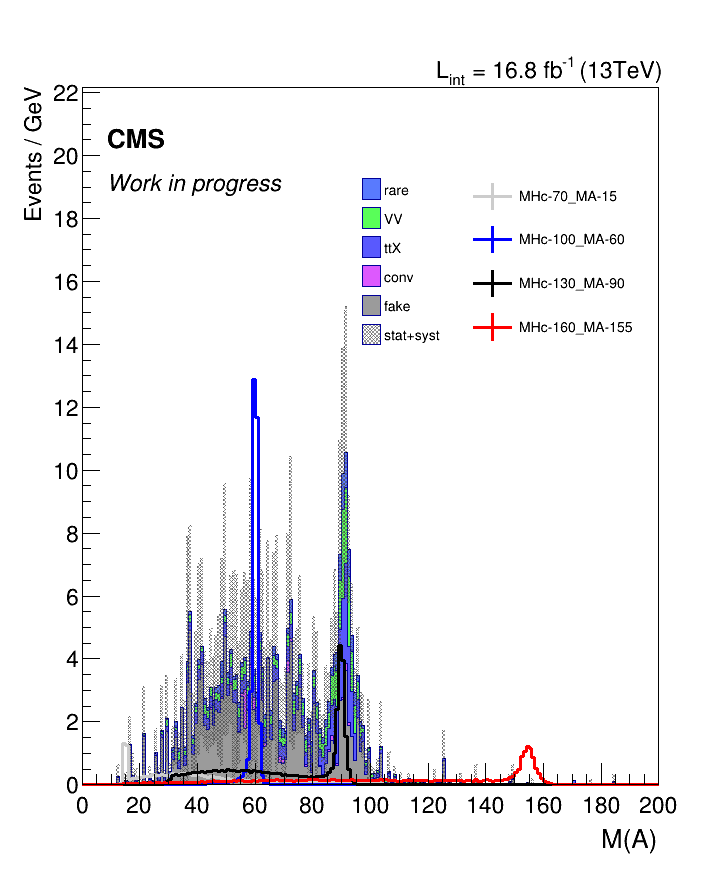 L_int = 16.8 fb^-1 (13TeV)
Events / GeV
22
20
18
16
14
12
10
8
6
4
2
0
CMS
Work in progress
rare
VV
ttX
conv
fake
stat+syst
MHc-70_MA-15
MHc-100_MA-60
MHc-130_MA-90
MHc-160_MA-155
0 20 40 60 80 100 120 140 160 180 200
M(A)